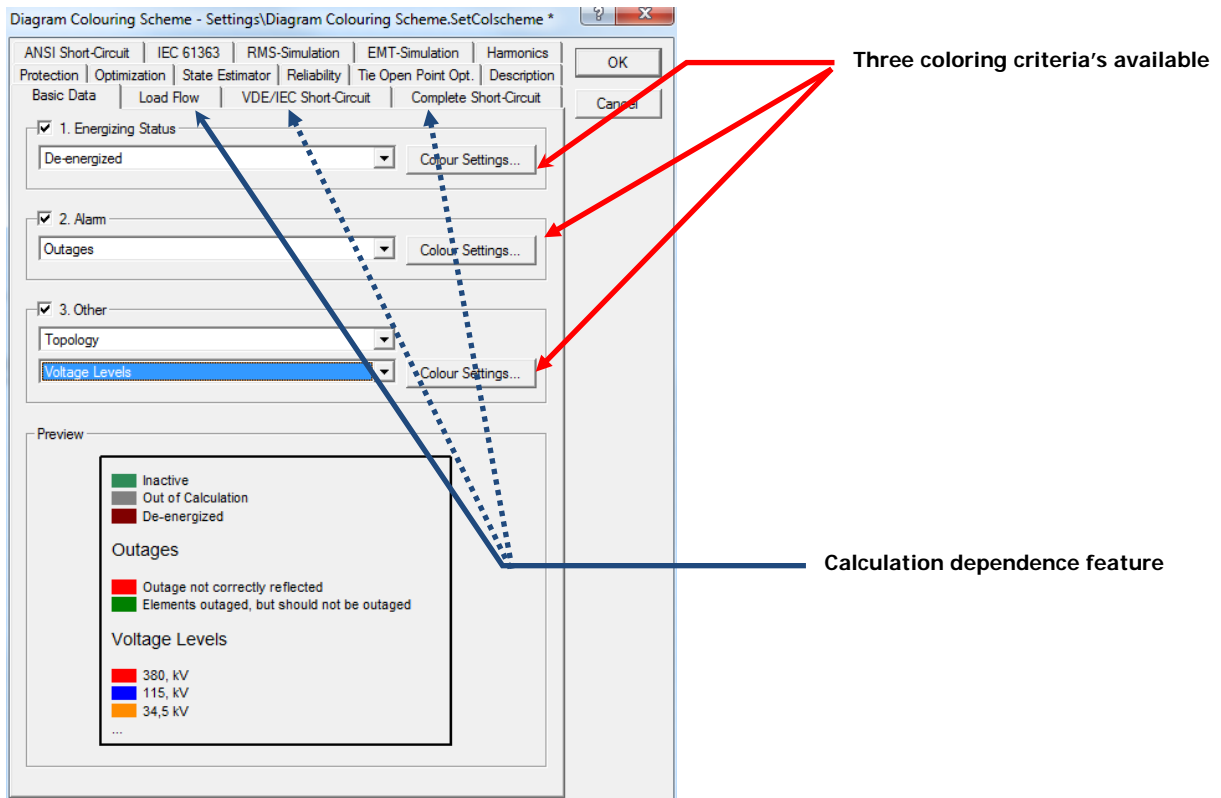 Diagram Colouring Scheme - Settings\Diagram Colouring Scheme.SetColscheme *
?
X
ANSI Short-Circuit
IEC 61363
RMS-Simulation
EMT-Simulation
Harmonics
Protection
Optimization
State Estimator
Reliability
Tie Open Point Opt.
Description
Basic Data
Load Flow
VDE/IEC Short-Circuit
Complete Short-Circuit
OK
Cancel
Three coloring criteria's available
1. Energizing Status
De-energized
Colour Settings...
2. Alarm
Outages
Colour Settings...
3. Other
Topology
Voltage Levels
Colour Settings...
Preview
Inactive
Out of Calculation
De-energized
Outages
Outage not correctly reflected
Elements outaged, but should not be outaged
Voltage Levels
380, kV
115, kV
34,5 kV
...
Calculation dependence feature